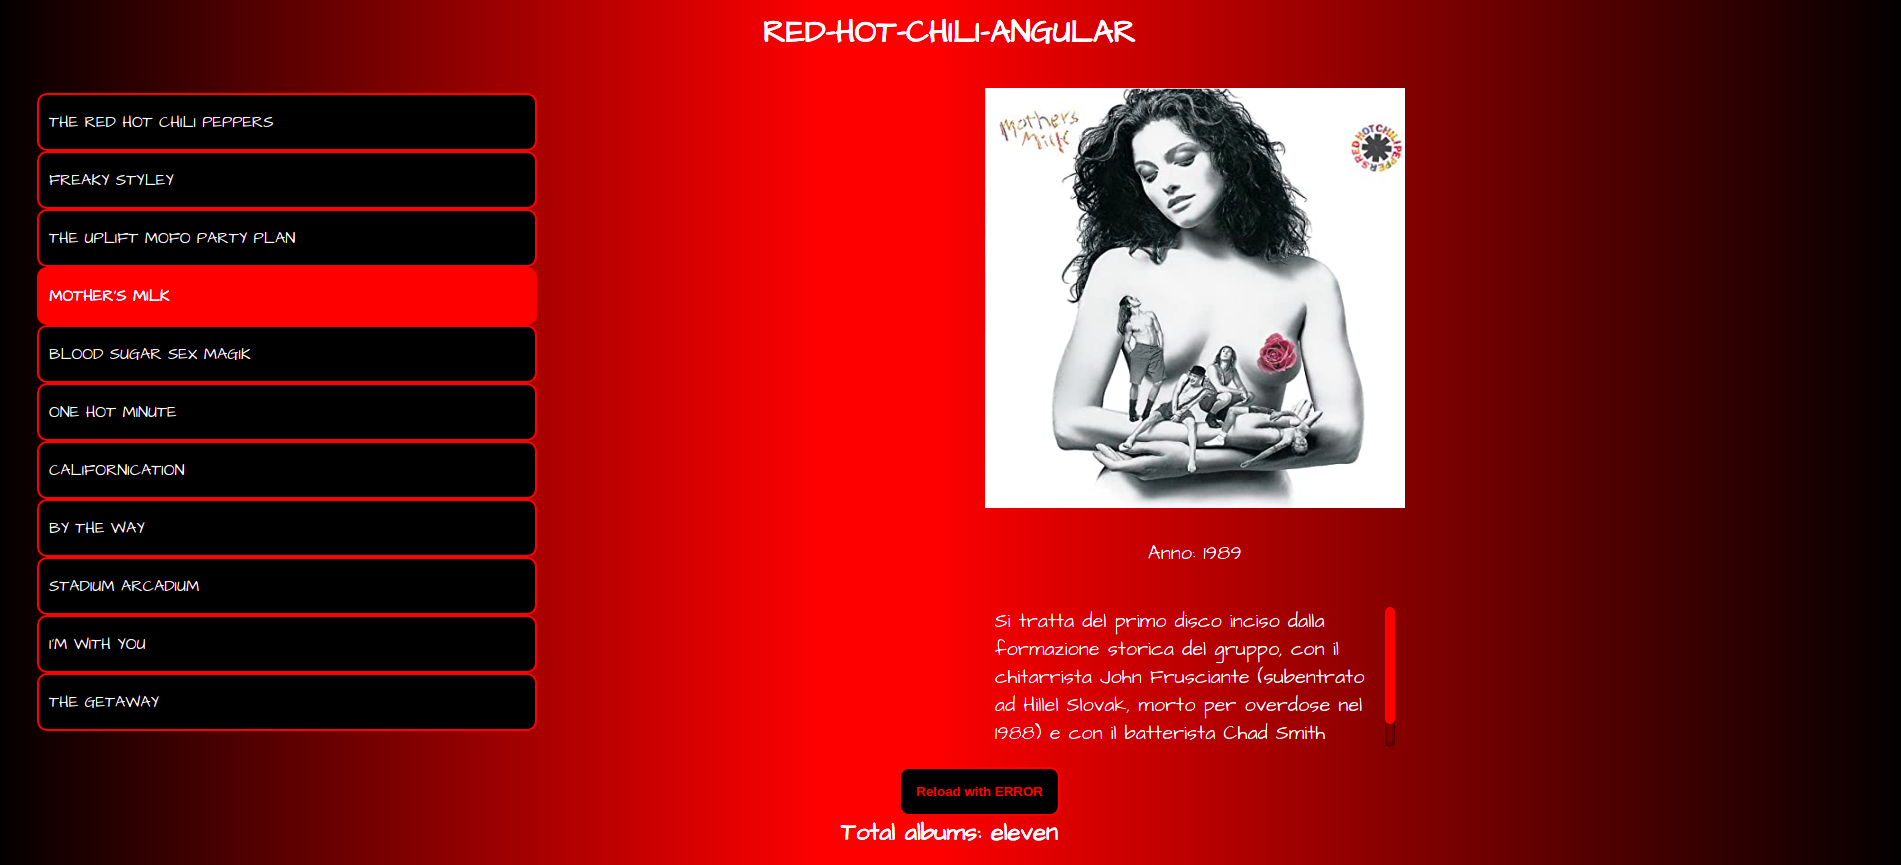 RED-HOT-CHILI-ANGULAR
THE RED HOT CHILI PEPPERS
FREAKY STYLEY
THE UPLIFT MOFO PARTY PLAN
MOTHER'S MILK
BLOOD SUGAR SEX MAGIK
ONE HOT MINUTE
CALIFORNICATION
BY THE WAY
STADIUM ARCADIUM
I'M WITH YOU
THE GETAWAY
Mothers
Milk
RED HOT CHILI PEPPERS
Anno: 1989
Si tratta del primo disco inciso dalla
formazione storica del gruppo, con il
chitarrista John Frusciante (subentrato
ad Hillel Slovak, morto per overdose nel
1988) e con il batterista Chad Smith
Reload with ERROR
Total albums: eleven